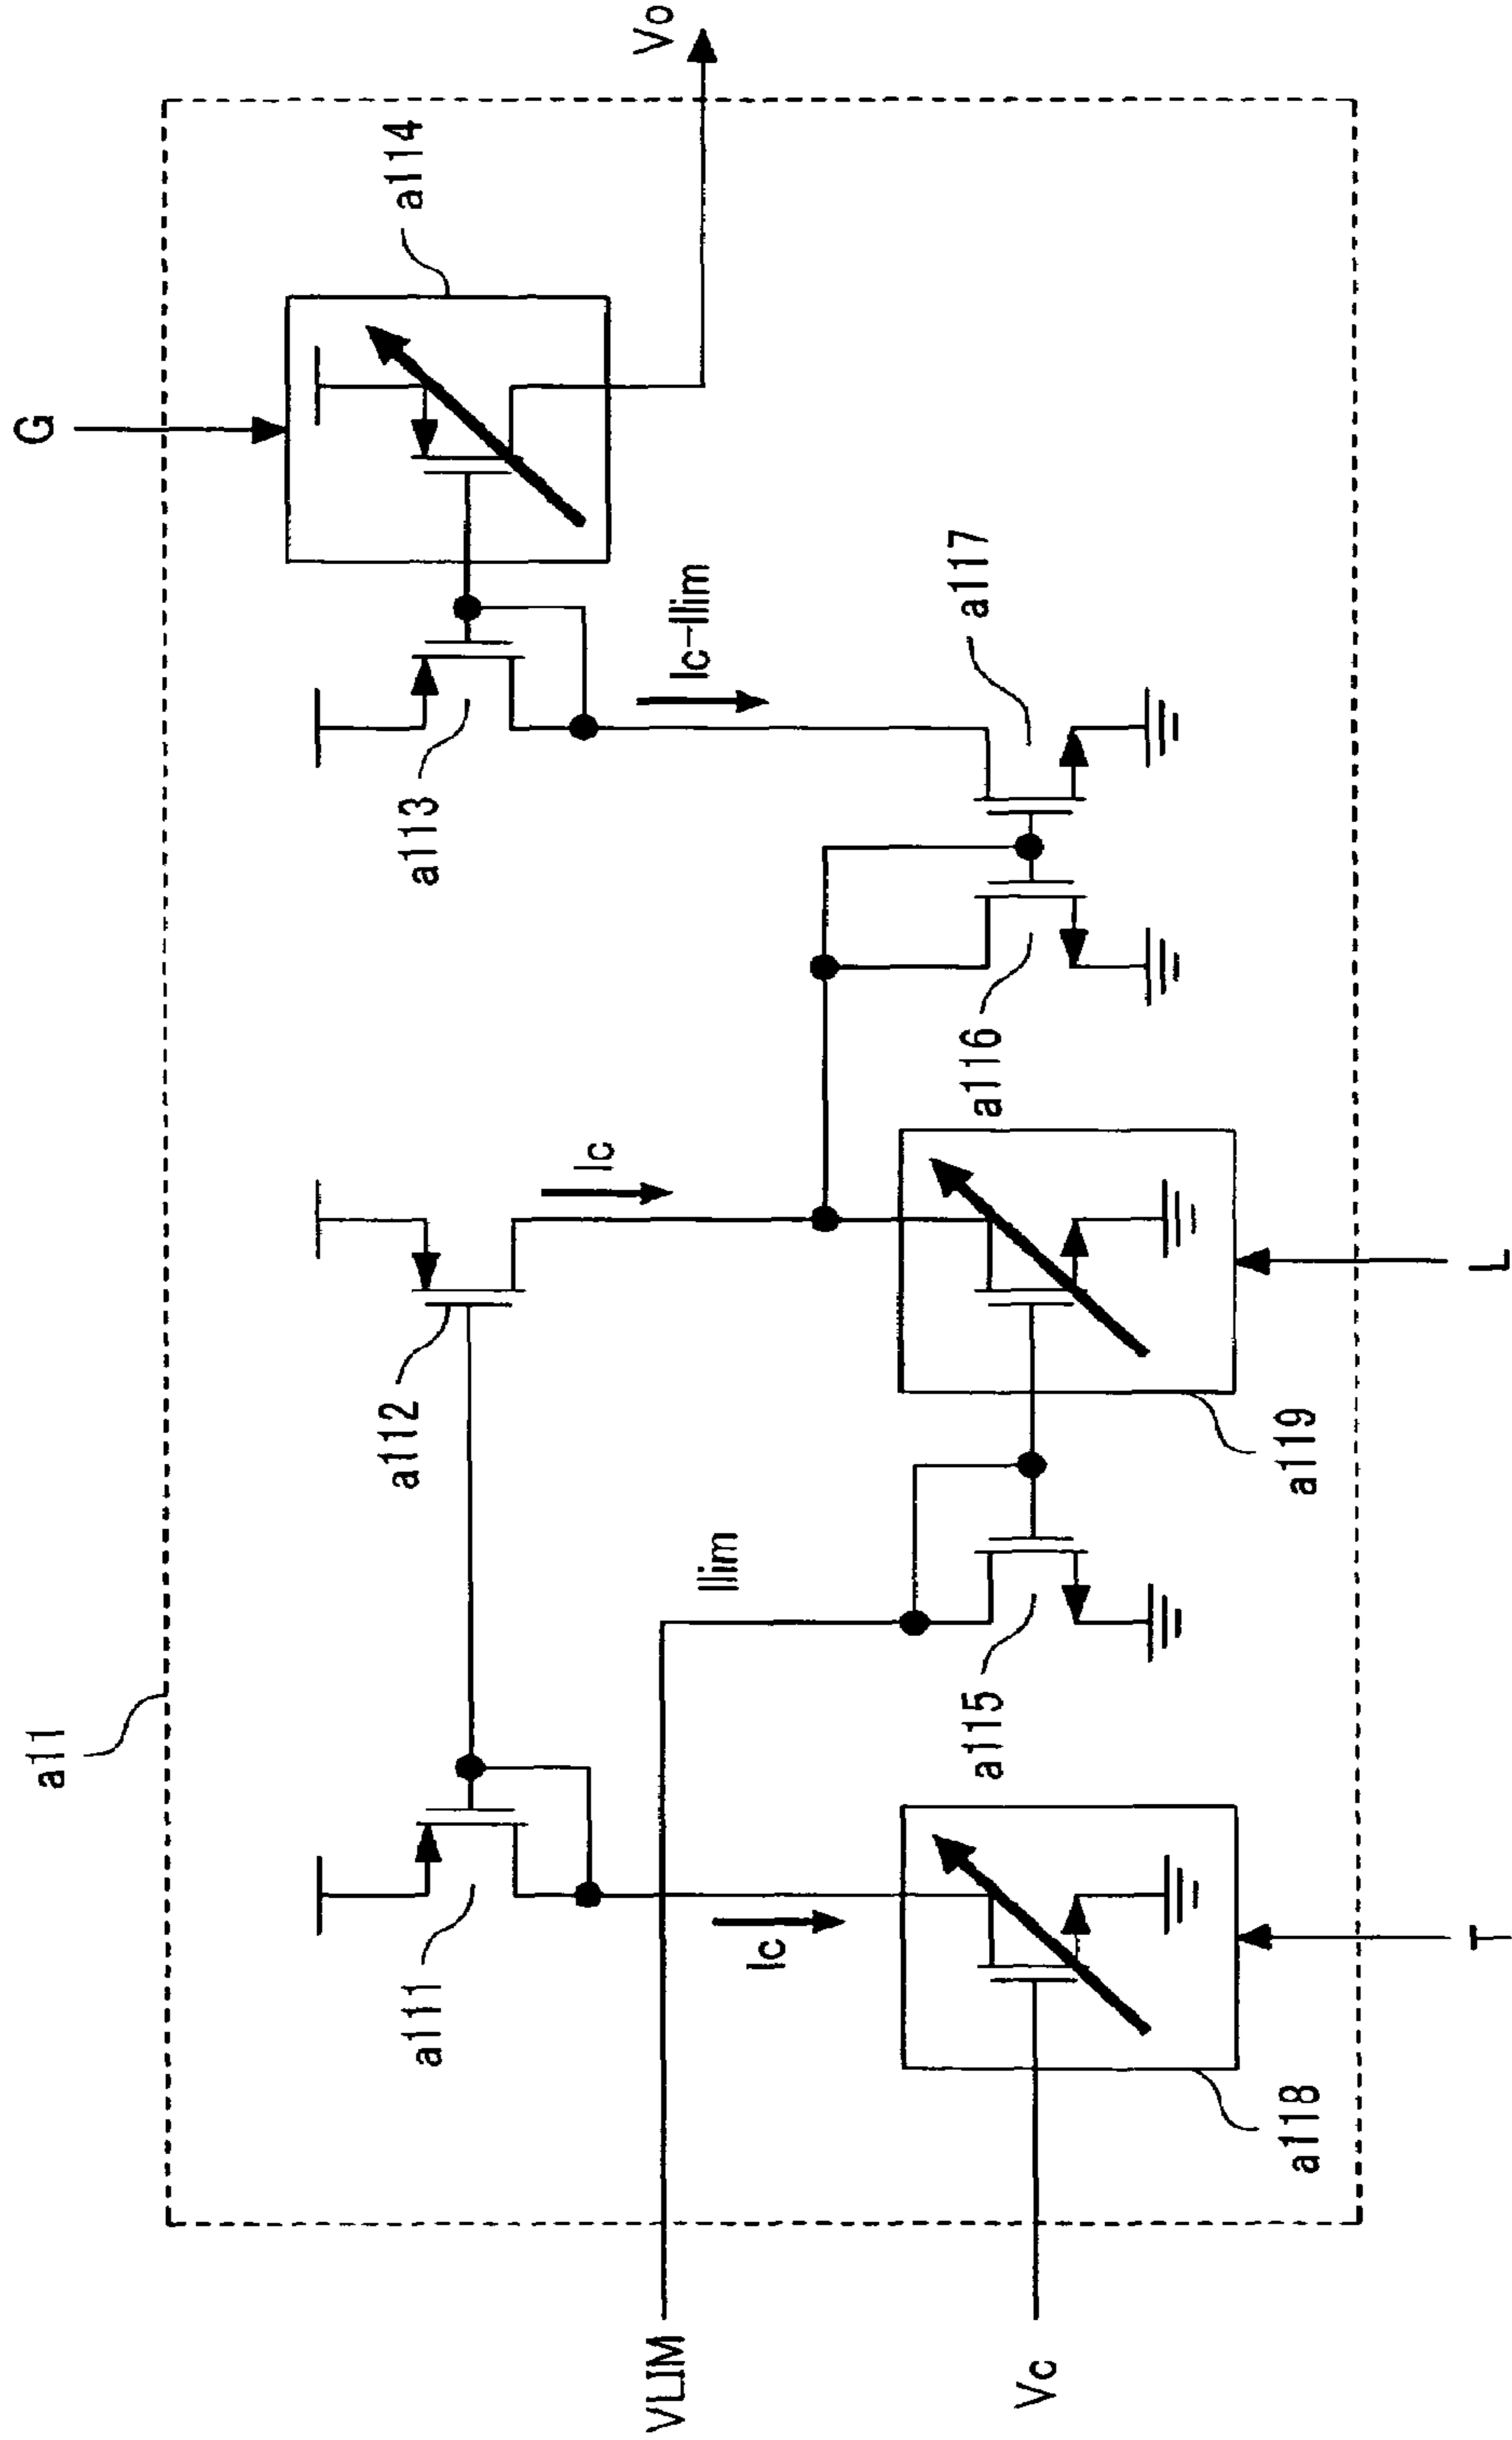 G
Vo
a11
a114
a111
a112
a113
Ic
Ic-Ilim
Ilim
VLIM
Ic
a117
a115
a116
Vc
a118
a119
T
L